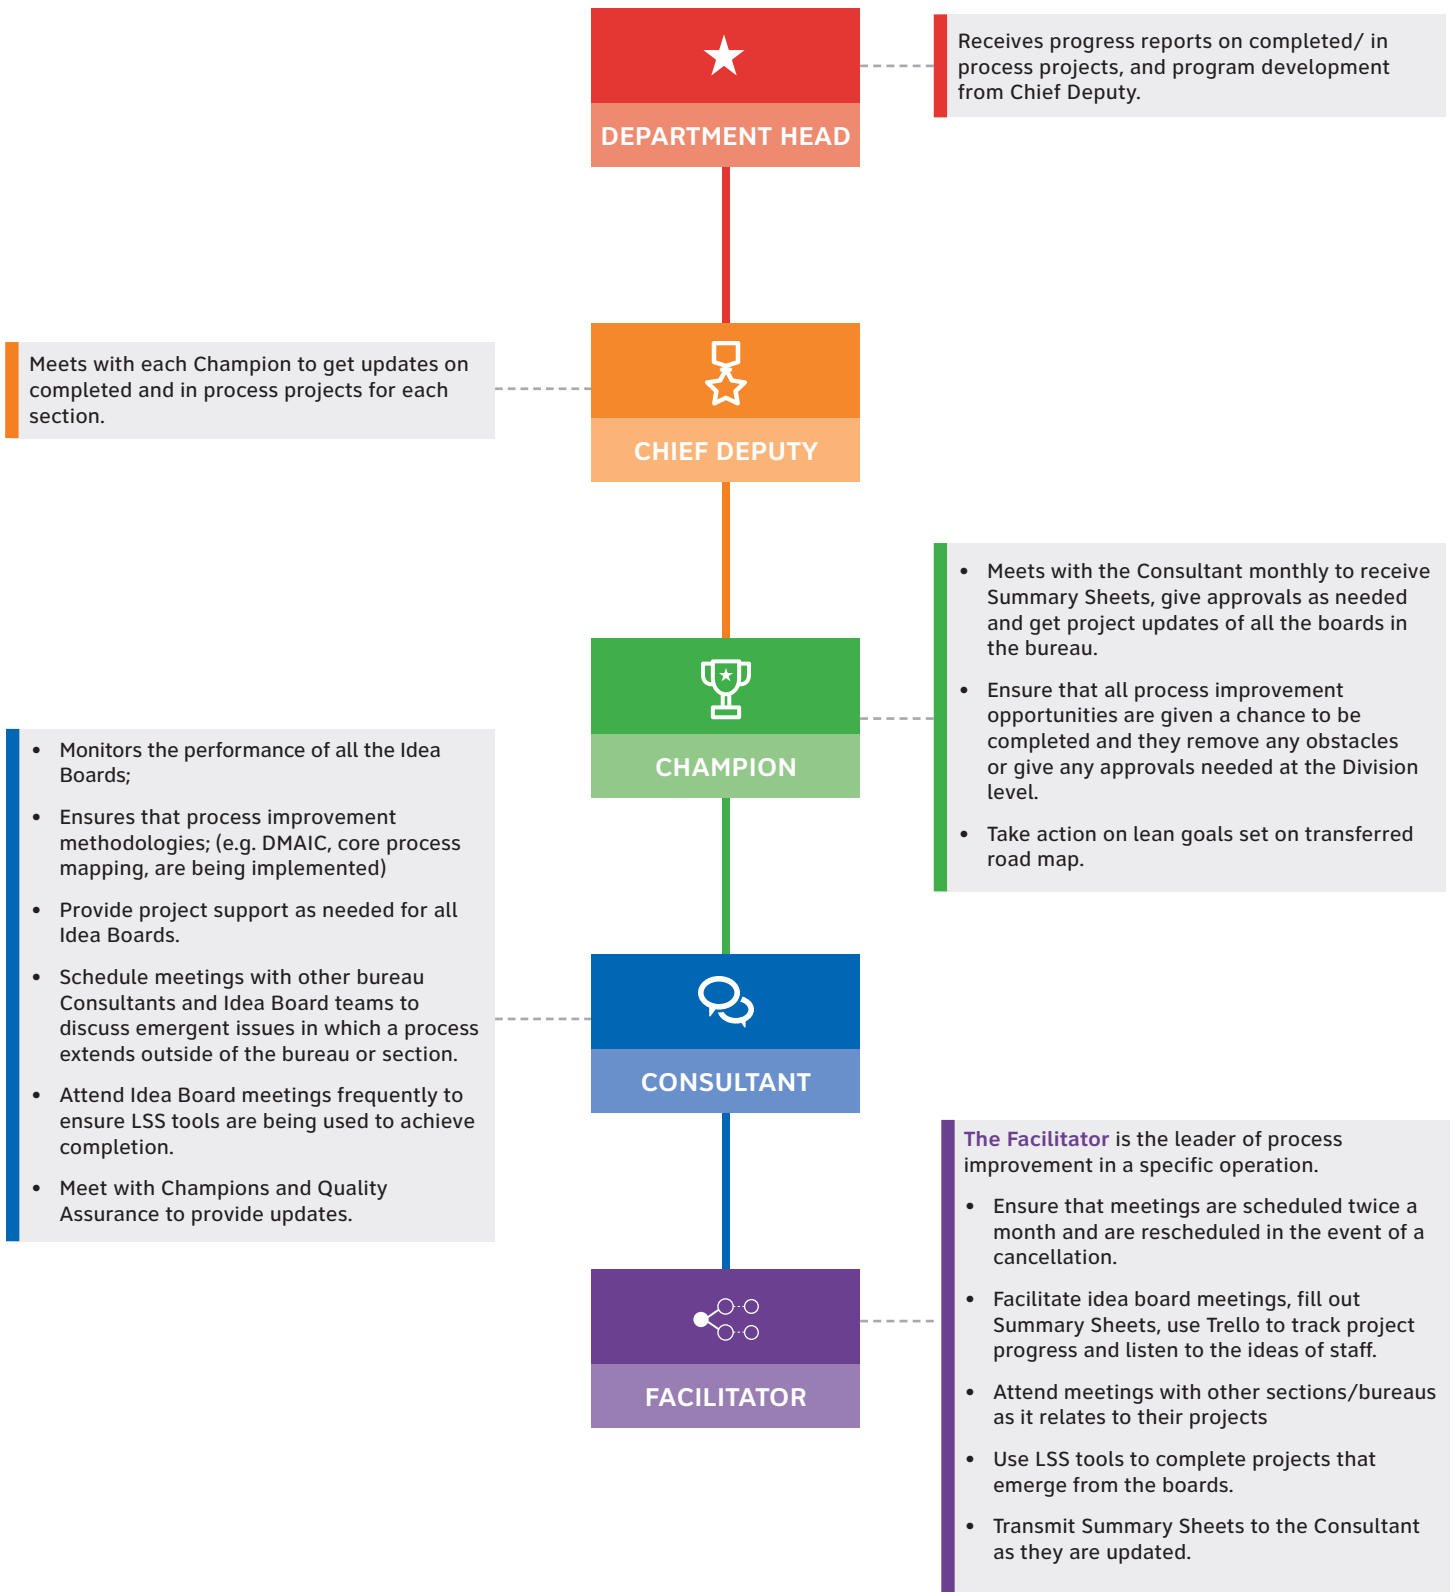 DEPARTMENT HEAD
Receives progress reports on completed/ in
process projects, and program development
from Chief Deputy.
CHIEF DEPUTY
Meets with each Champion to get updates on
completed and in process projects for each
section.
CHAMPION
• Meets with the Consultant monthly to receive
Summary Sheets, give approvals as needed
and get project updates of all the boards in
the bureau.
• Ensure that all process improvement
opportunities are given a chance to be
completed and they remove any obstacles
or give any approvals needed at the Division
level.
• Take action on lean goals set on transferred
road map.
CONSULTANT
• Monitors the performance of all the Idea
Boards;
• Ensures that process improvement
methodologies; (e.g. DMAIC, core process
mapping, are being implemented)
• Provide project support as needed for all
Idea Boards.
• Schedule meetings with other bureau
Consultants and Idea Board teams to
discuss emergent issues in which a process
extends outside of the bureau or section.
• Attend Idea Board meetings frequently to
ensure LSS tools are being used to achieve
completion.
• Meet with Champions and Quality
Assurance to provide updates.
FACILITATOR
The Facilitator is the leader of process
improvement in a specific operation.
• Ensure that meetings are scheduled twice a
month and are rescheduled in the event of a
cancellation.
• Facilitate idea board meetings, fill out
Summary Sheets, use Trello to track project
progress and listen to the ideas of staff.
• Attend meetings with other sections/bureaus
as it relates to their projects
• Use LSS tools to complete projects that
emerge from the boards.
• Transmit Summary Sheets to the Consultant
as they are updated.